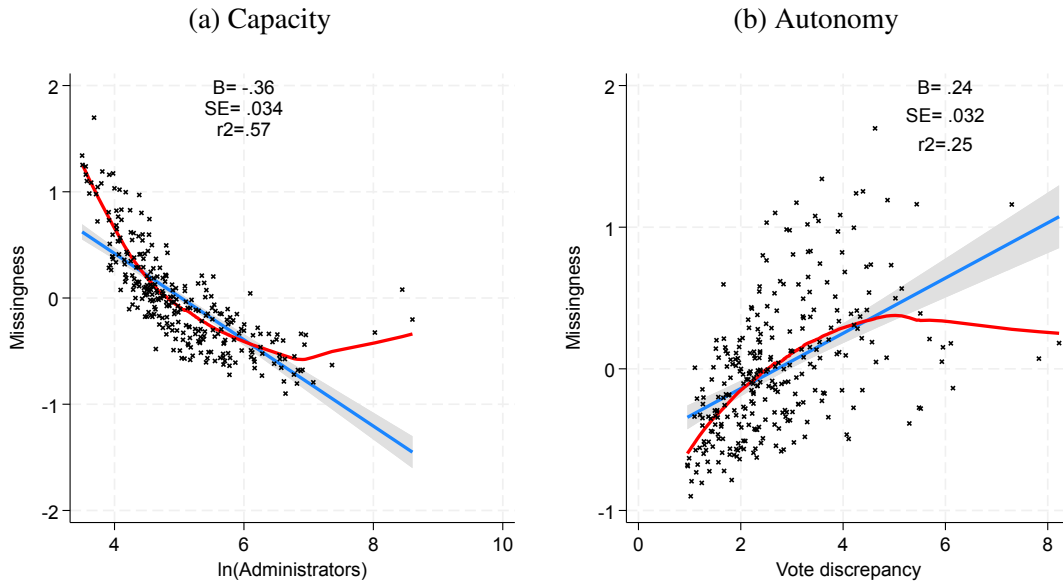 (a) Capacity
B= -.36
SE= .034
r2=.57
2
1
0
-1
-2
Missingness
4 6 8 10
ln(Administrators)
(b) Autonomy
B= .24
SE= .032
r2=.25
2
1
0
-1
Missingness
0 2 4 6 8
Vote discrepancy